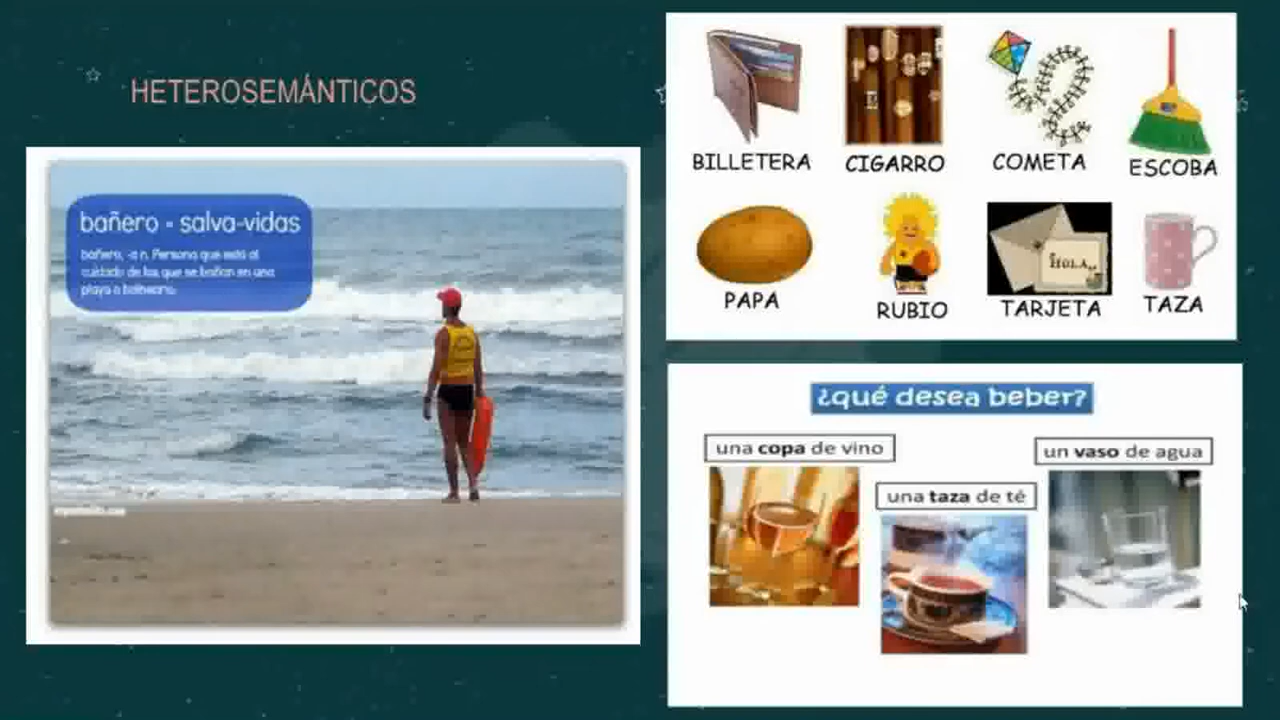 HETEROSEMÁNTICOS
bañero - salva-vidas
bañero, -a n. Persona que está al
cuidado de los que se bañan en una
playa o balneario.
BILLETERA
CIGARRO
COMETA
ESCOBA
HOLA
PAPA
RUBIO
TARJETA
TAZA
¿qué desea beber?
una copa de vino
un vaso de agua
una taza de té